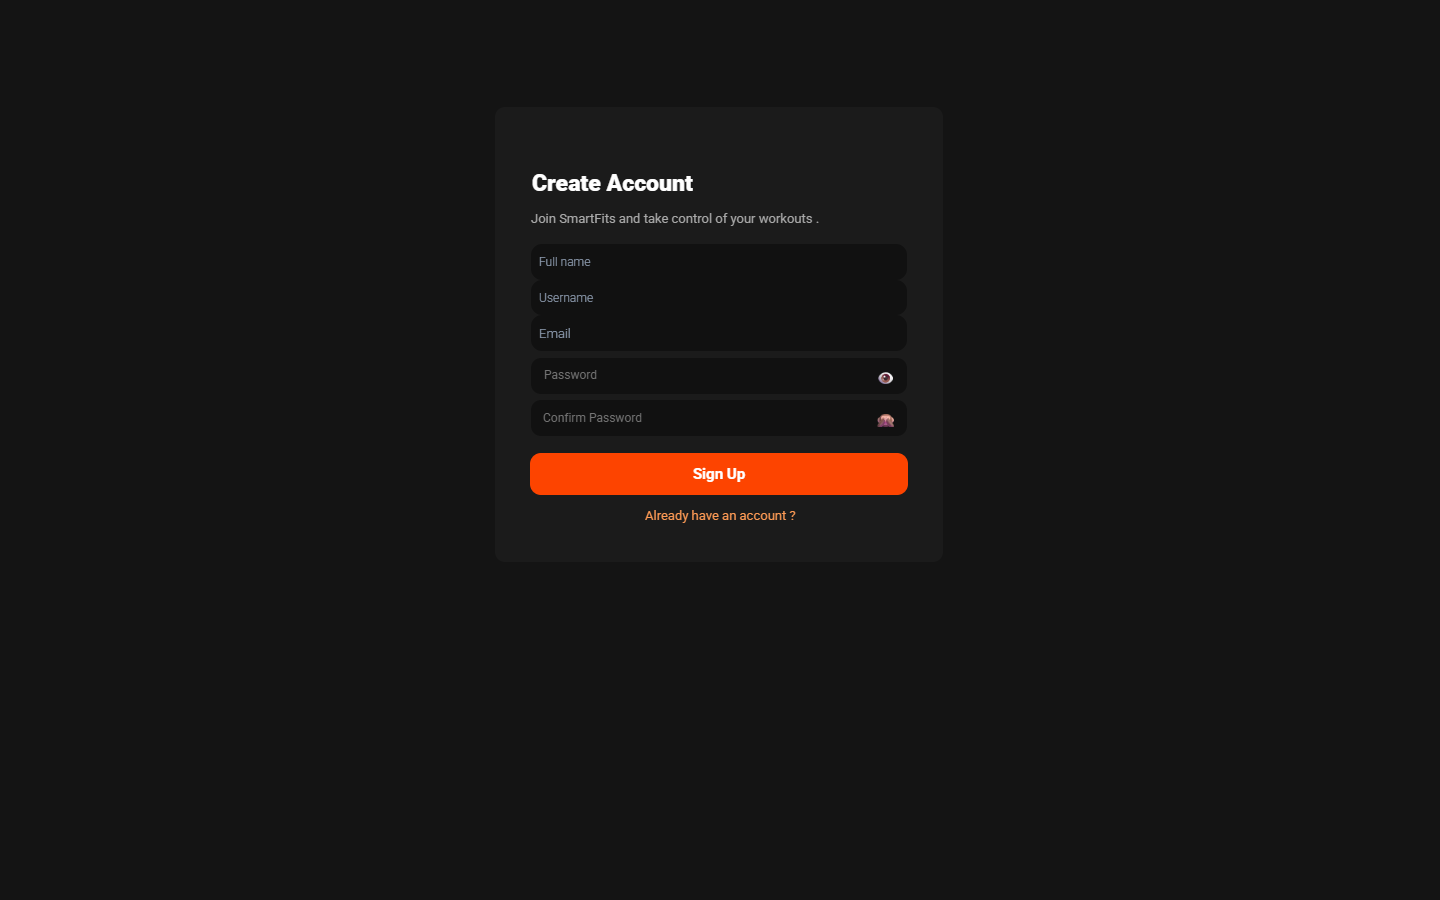 Create Account
Join SmartFits and take control of your workouts .
Full name
Username
Email
Password
Confirm Password
Sign Up
Already have an account ?